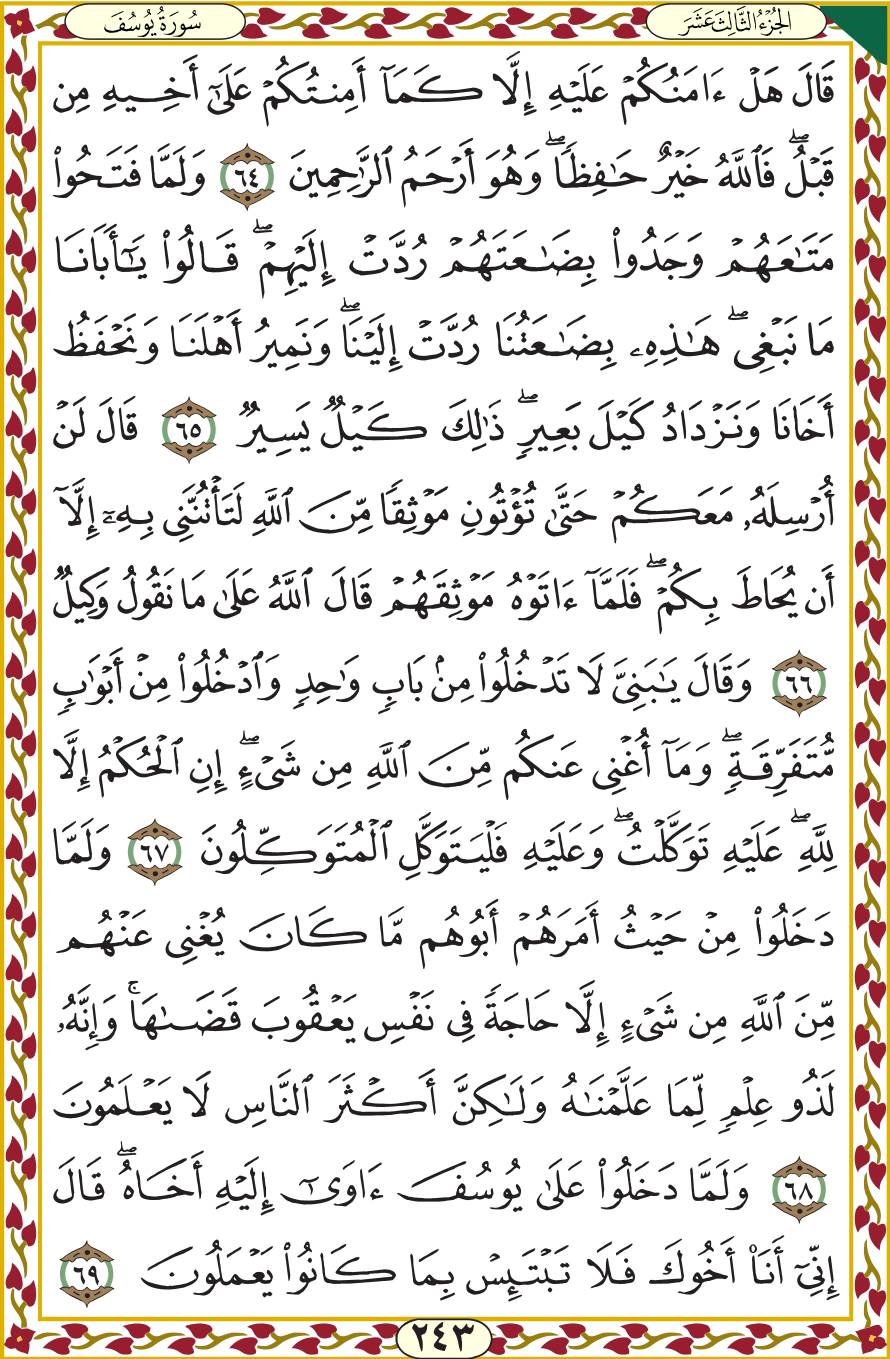 الجُزْءُ الثَّالِثَ عَشَرَ
سُورَةُ يُوسُفَ
قَالَ هَلْ ءَامَنُكُمْ عَلَيْهِ إِلَّا كَمَآ أَمِنتُكُمْ عَلَىٰٓ أَخِيهِ مِن
قَبْلُ ۖ فَٱللَّهُ خَيْرٌ حَـٰفِظًا ۖ وَهُوَ أَرْحَمُ ٱلرَّٰحِمِينَ ٦٤ وَلَمَّا فَتَحُوا۟
مَتَـٰعَهُمْ وَجَدُوا۟ بِضَـٰعَتَهُمْ رُدَّتْ إِلَيْهِمْ ۖ قَالُوا۟ يَـٰٓأَبَانَا
مَا نَبْغِى ۖ هَـٰذِهِۦ بِضَـٰعَتُنَا رُدَّتْ إِلَيْنَا ۖ وَنَمِيرُ أَهْلَنَا وَنَحْفَظُ
أَخَانَا وَنَزْدَادُ كَيْلَ بَعِيرٍ ۖ ذَٰلِكَ كَيْلٌ يَسِيرٌ ٦٥ قَالَ لَنْ
أُرْسِلَهُۥ مَعَكُمْ حَتَّىٰ تُؤْتُونِ مَوْثِقًا مِّنَ ٱللَّهِ لَتَأْتُنَّنِى بِهِۦٓ إِلَّآ
أَن يُحَاطَ بِكُمْ ۖ فَلَمَّآ ءَاتَوْهُ مَوْثِقَهُمْ قَالَ ٱللَّهُ عَلَىٰ مَا نَقُولُ وَكِيلٌ
٦٦ وَقَالَ يَـٰبَنِىَّ لَا تَدْخُلُوا۟ مِنۢ بَابٍ وَٰحِدٍ وَٱدْخُلُوا۟ مِنْ أَبْوَٰبٍ
مُّتَفَرِّقَةٍ ۖ وَمَآ أُغْنِى عَنكُم مِّنَ ٱللَّهِ مِن شَىْءٍ ۖ إِنِ ٱلْحُكْمُ إِلَّا
لِلَّهِ ۖ عَلَيْهِ تَوَكَّلْتُ ۖ وَعَلَيْهِ فَلْيَتَوَكَّلِ ٱلْمُتَوَكِّلُونَ ٦٧ وَلَمَّا
دَخَلُوا۟ مِنْ حَيْثُ أَمَرَهُمْ أَبُوهُم مَّا كَانَ يُغْنِى عَنْهُم
مِّنَ ٱللَّهِ مِن شَىْءٍ إِلَّا حَاجَةً فِى نَفْسِ يَعْقُوبَ قَضَىٰهَا ۚ وَإِنَّهُۥ
لَذُو عِلْمٍ لِّمَا عَلَّمْنَـٰهُ وَلَـٰكِنَّ أَكْثَرَ ٱلنَّاسِ لَا يَعْلَمُونَ
٦٨ وَلَمَّا دَخَلُوا۟ عَلَىٰ يُوسُفَ ءَاوَىٰٓ إِلَيْهِ أَخَاهُ ۖ قَالَ
إِنِّىٓ أَنَا۠ أَخُوكَ فَلَا تَبْتَئِسْ بِمَا كَانُوا۟ يَعْمَلُونَ ٦٩
٢٤٣